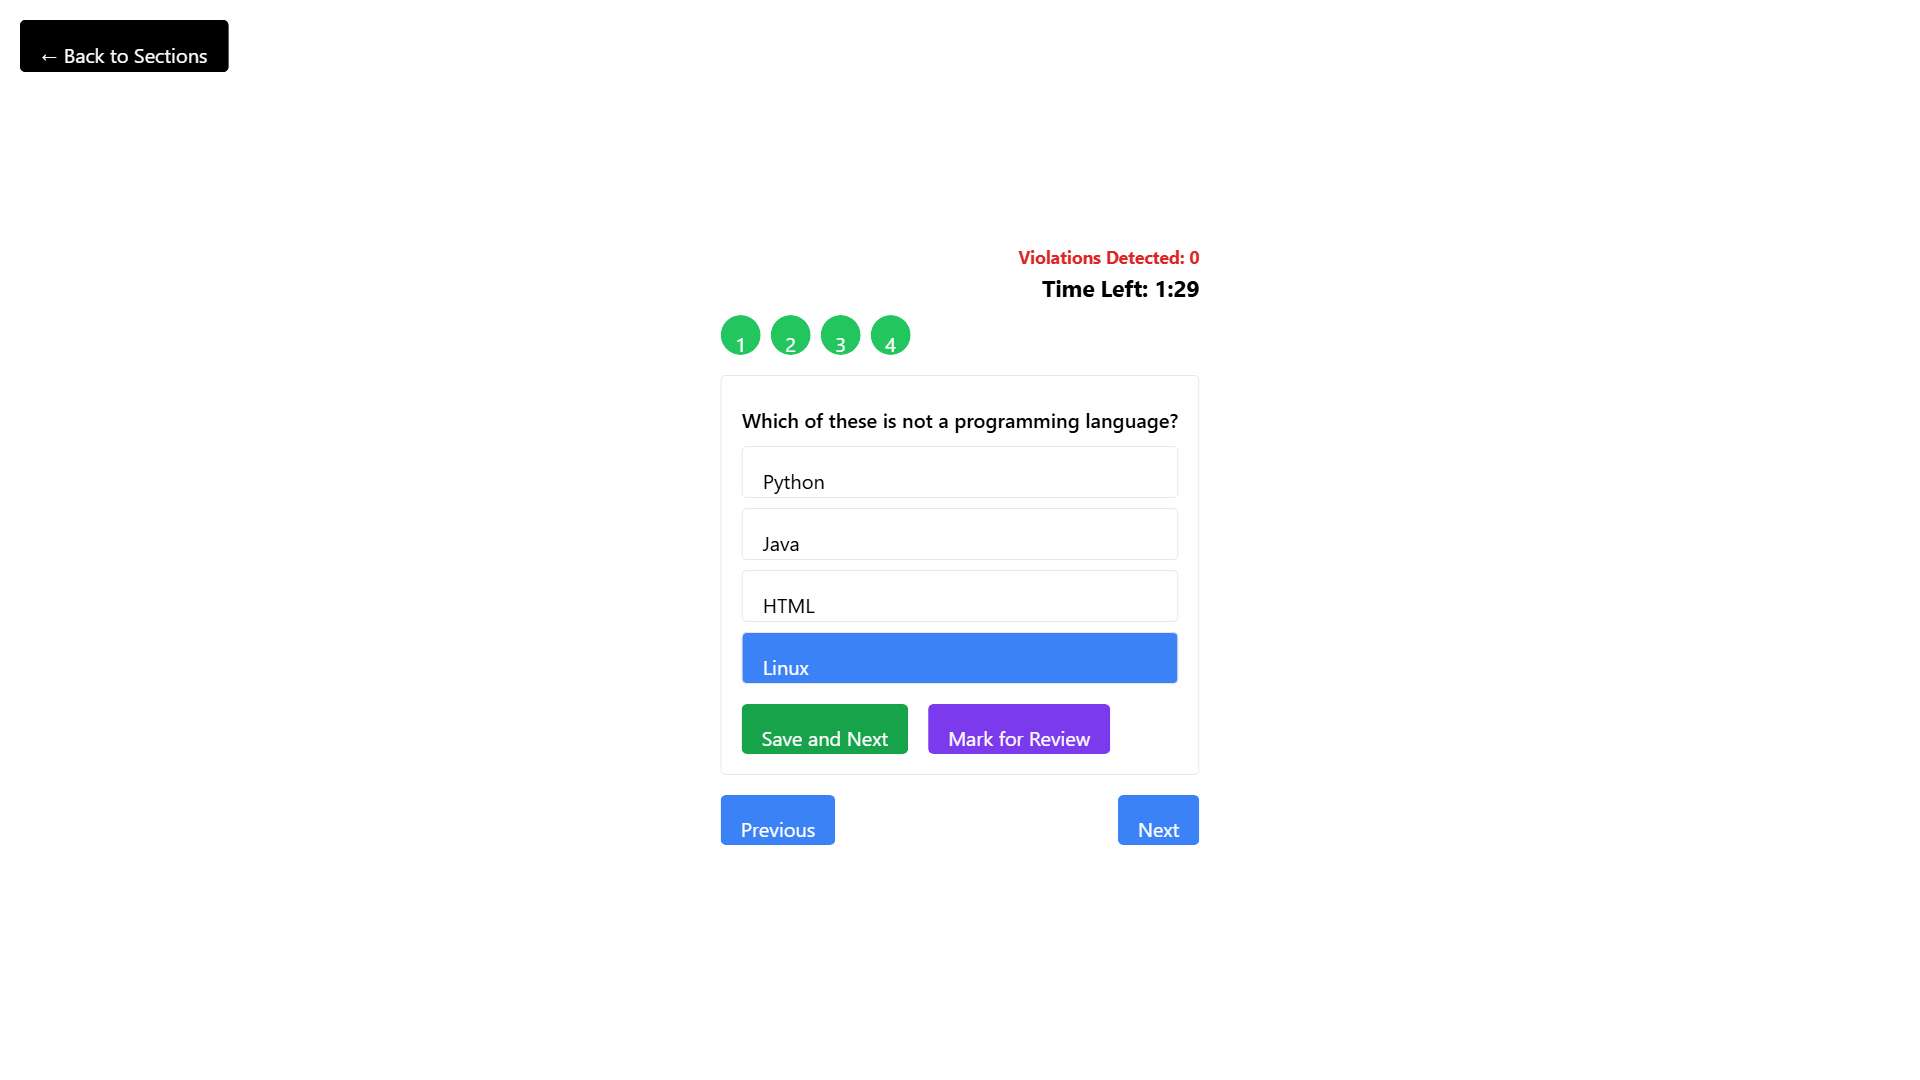 ← Back to Sections
Violations Detected: 0
Time Left: 1:29
1 2 3 4
Which of these is not a programming language?
Python
Java
HTML
Linux
Save and Next Mark for Review
Previous Next